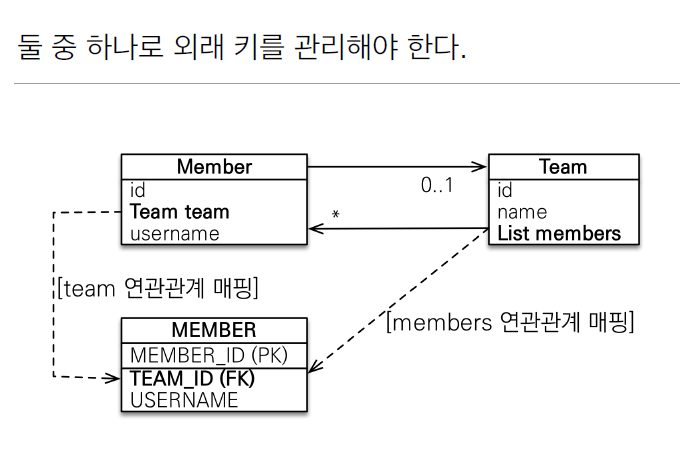 둘 중 하나로 외래 키를 관리해야 한다.
Member
id
Team team
username
0..1
*
Team
id
name
List members
[team 연관관계 매핑]
[members 연관관계 매핑]
MEMBER
MEMBER_ID (PK)
TEAM_ID (FK)
USERNAME